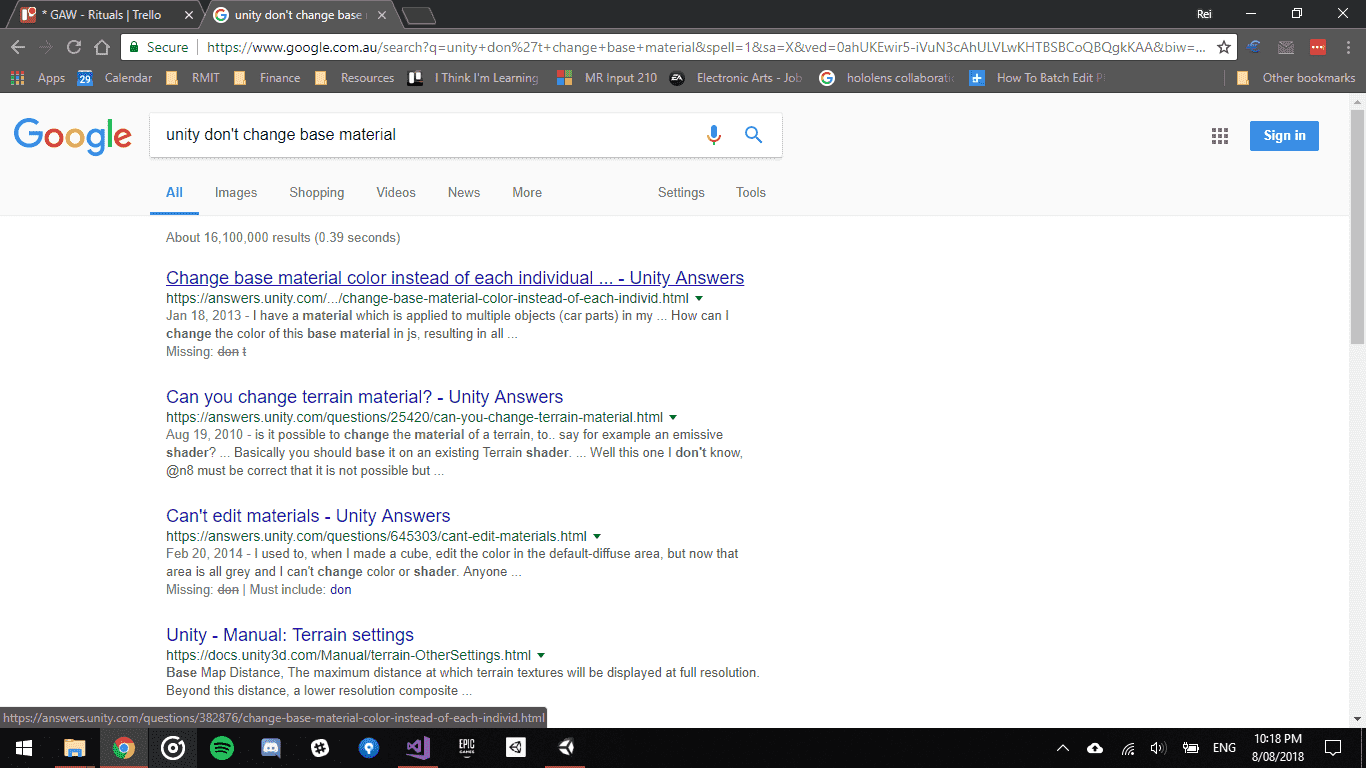 * GAW - Rituals | Trello
unity don't change base
Rei
Secure
https://www.google.com.au/search?q=unity+don%27t+change+base+material&spell=1&sa=X&ved=0ahUKEwir5-iVuN3cAhULVLwKHTBSBCoQBQgkKAA&biw=...
Apps
29
Calendar
RMIT
Finance
Resources
I Think I'm Learning
MR Input 210
EA
Electronic Arts - Job
hololens collaborati
How To Batch Edit P
Other bookmarks
Google
unity don't change base material
Sign in
All
Images
Shopping
Videos
News
More
Settings
Tools
About 16,100,000 results (0.39 seconds)
Change base material color instead of each individual ... - Unity Answers
https://answers.unity.com/.../change-base-material-color-instead-of-each-individ.html
Jan 18, 2013 - I have a material which is applied to multiple objects (car parts) in my ... How can I
change the color of this base material in js, resulting in all ...
Missing: don t
Can you change terrain material? - Unity Answers
https://answers.unity.com/questions/25420/can-you-change-terrain-material.html
Aug 19, 2010 - is it possible to change the material of a terrain, to.. say for example an emissive
shader? ... Basically you should base it on an existing Terrain shader. ... Well this one I don't know,
@n8 must be correct that it is not possible but ...
Can't edit materials - Unity Answers
https://answers.unity.com/questions/645303/cant-edit-materials.html
Feb 20, 2014 - I used to, when I made a cube, edit the color in the default-diffuse area, but now that
area is all grey and I can't change color or shader. Anyone ...
Missing: don | Must include: don
Unity - Manual: Terrain settings
https://docs.unity3d.com/Manual/terrain-OtherSettings.html
Base Map Distance, The maximum distance at which terrain textures will be displayed at full resolution.
Beyond this distance, a lower resolution composite ...
https://answers.unity.com/questions/382876/change-base-material-color-instead-of-each-individ.html
EPIC
GAMES
ENG
10:18 PM
8/08/2018